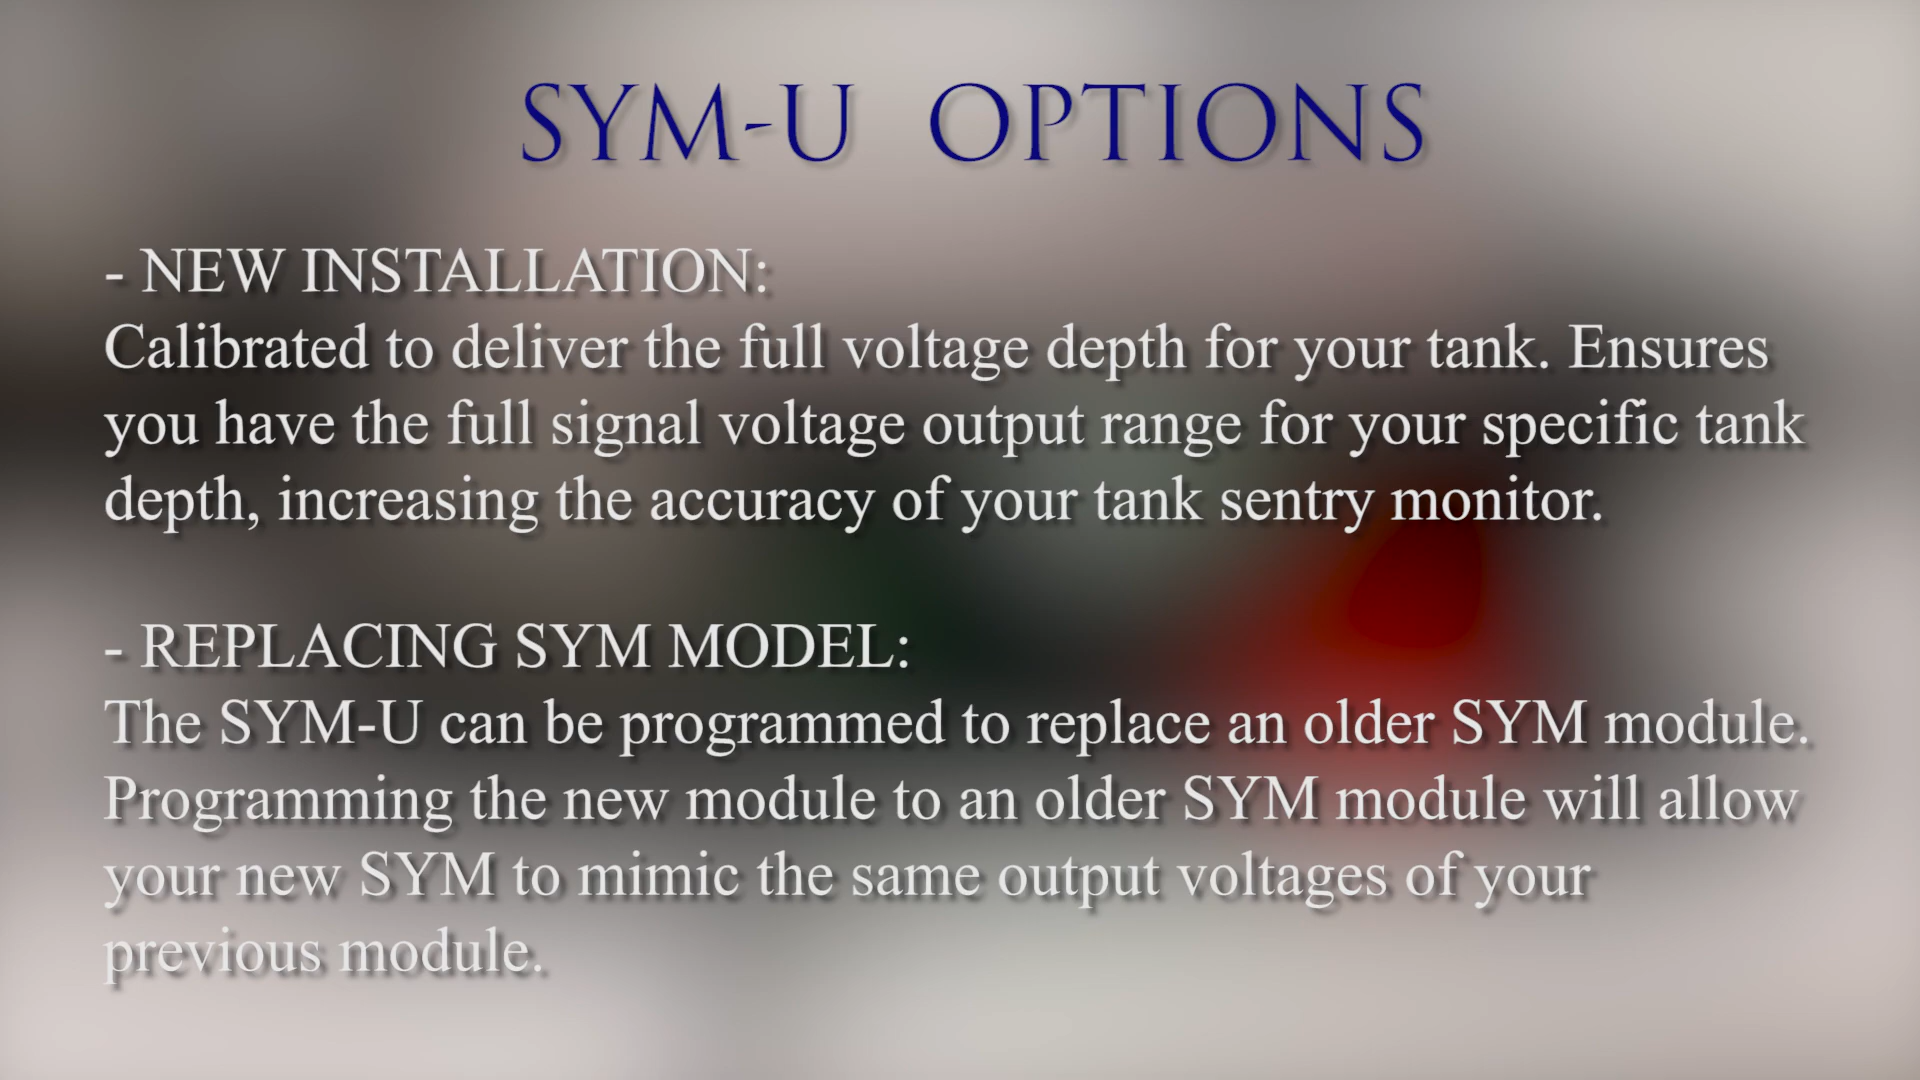 SYM-U OPTIONS
- NEW INSTALLATION:
Calibrated to deliver the full voltage depth for your tank. Ensures
you have the full signal voltage output range for your specific tank
depth, increasing the accuracy of your tank sentry monitor.
- REPLACING SYM MODEL:
The SYM-U can be programmed to replace an older SYM module.
Programming the new module to an older SYM module will allow
your new SYM to mimic the same output voltages of your
previous module.